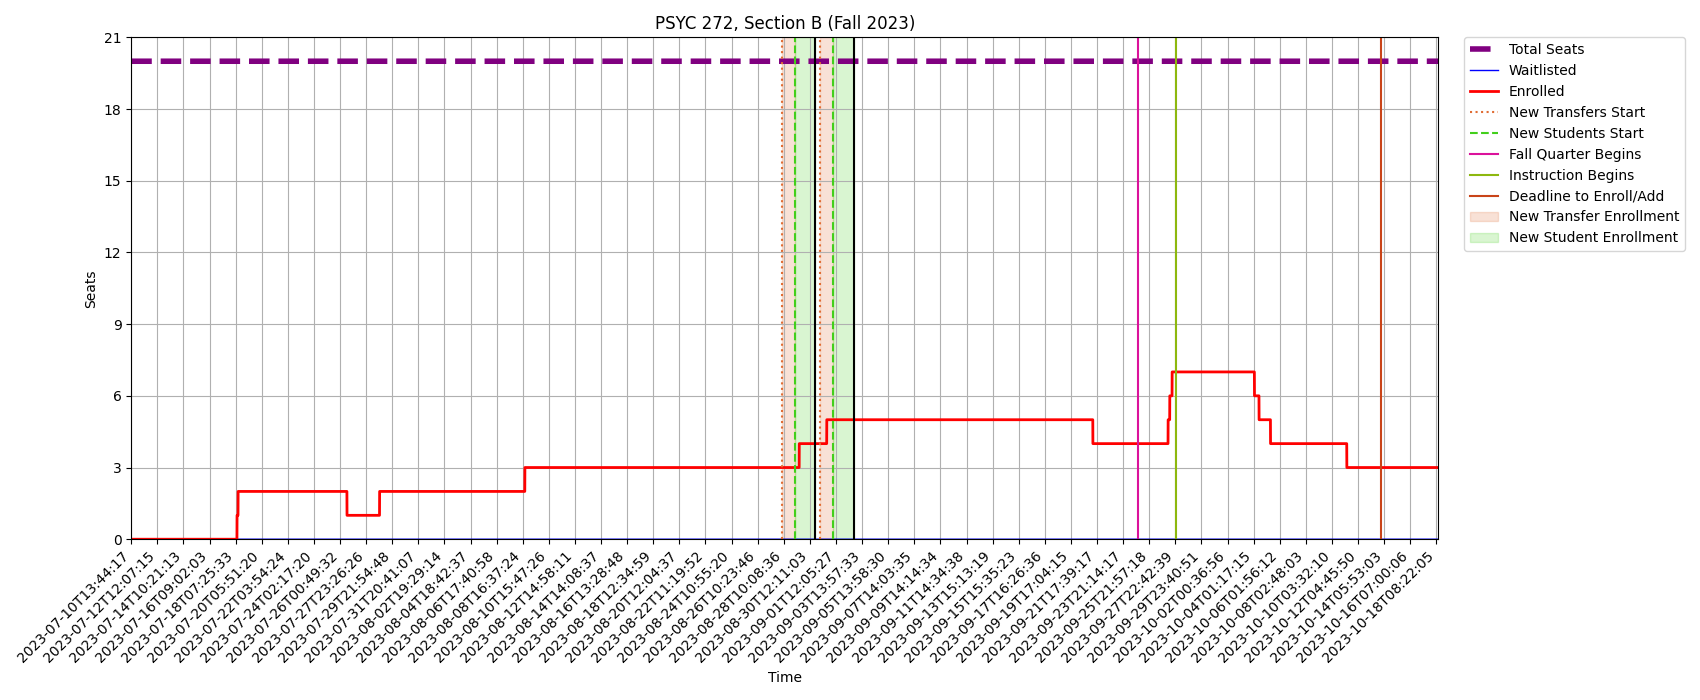 PSYC 272, Section B (Fall 2023)
21
18
15
12
9
6
3
0
Seats
2023-07-10T13:44:17
2023-07-12T12:07:15
2023-07-14T10:21:13
2023-07-16T09:02:03
2023-07-18T07:25:33
2023-07-20T05:51:20
2023-07-22T03:54:24
2023-07-24T02:17:20
2023-07-26T00:49:32
2023-07-27T23:26:26
2023-07-29T21:54:48
2023-07-31T20:41:07
2023-08-02T19:29:14
2023-08-04T18:42:37
2023-08-06T17:40:58
2023-08-08T16:37:24
2023-08-10T15:47:26
2023-08-12T14:58:11
2023-08-14T14:08:37
2023-08-16T13:28:48
2023-08-18T12:34:59
2023-08-20T12:04:37
2023-08-22T11:19:52
2023-08-24T10:55:20
2023-08-26T10:23:46
2023-08-28T10:08:36
2023-08-30T12:11:03
2023-09-01T12:05:27
2023-09-03T13:57:33
2023-09-05T13:58:30
2023-09-07T14:03:35
2023-09-09T14:14:34
2023-09-11T14:34:38
2023-09-13T15:13:19
2023-09-15T15:35:23
2023-09-17T16:26:36
2023-09-19T17:04:15
2023-09-21T17:39:17
2023-09-23T21:14:17
2023-09-25T21:57:18
2023-09-27T22:42:39
2023-09-29T23:40:51
2023-10-02T00:36:56
2023-10-04T01:17:15
2023-10-06T01:56:12
2023-10-08T02:48:03
2023-10-10T03:32:10
2023-10-12T04:45:50
2023-10-14T05:53:03
2023-10-16T07:00:06
2023-10-18T08:22:05
Time
Total Seats
Waitlisted
Enrolled
New Transfers Start
New Students Start
Fall Quarter Begins
Instruction Begins
Deadline to Enroll/Add
New Transfer Enrollment
New Student Enrollment